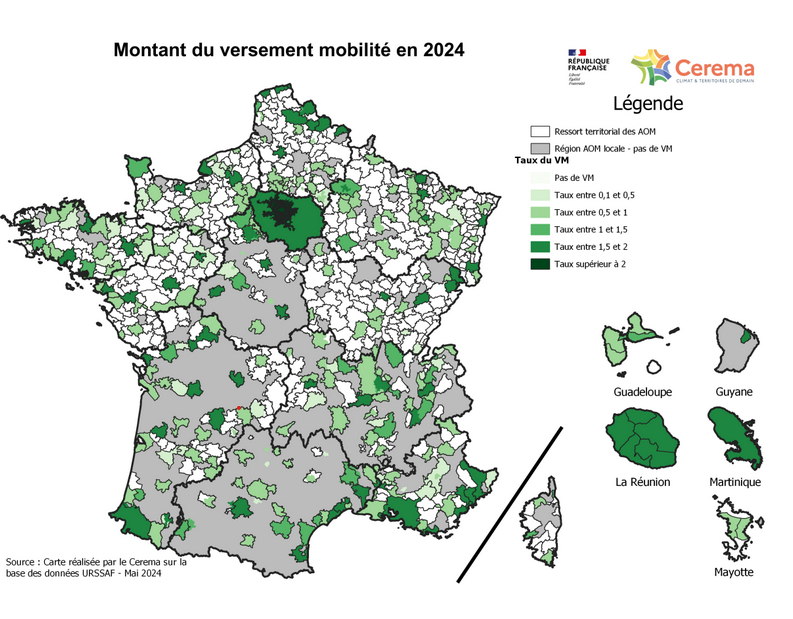 Montant du versement mobilité en 2024
RÉPUBLIQUE
FRANÇAISE
Liberté
Égalité
Fraternité
Cerema
CLIMAT & TERRITOIRES DE DEMAIN
Légende
Ressort territorial des AOM
Région AOM locale - pas de VM
Taux du VM
Pas de VM
Taux entre 0,1 et 0,5
Taux entre 0,5 et 1
Taux entre 1 et 1,5
Taux entre 1,5 et 2
Taux supérieur à 2
Guadeloupe
Guyane
La Réunion
Martinique
Mayotte
Source : Carte réalisée par le Cerema sur la
base des données URSSAF - Mai 2024